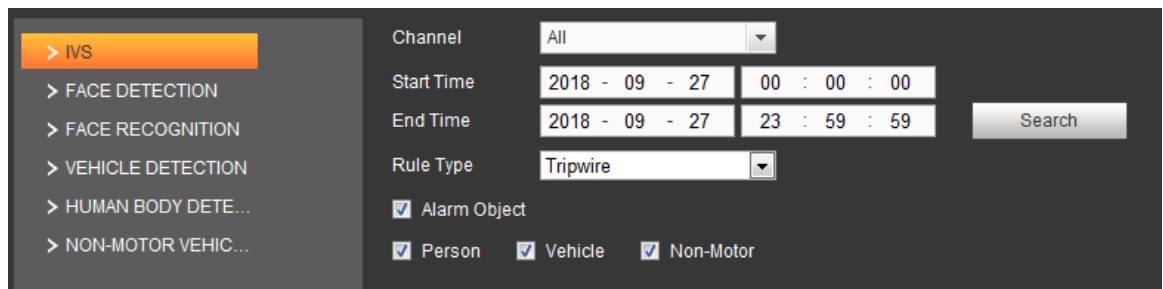 > IVS
> FACE DETECTION
> FACE RECOGNITION
> VEHICLE DETECTION
> HUMAN BODY DETE...
> NON-MOTOR VEHIC...
Channel All
Start Time 2018 - 09 - 27 00 : 00 : 00
End Time 2018 - 09 - 27 23 : 59 : 59 Search
Rule Type Tripwire
Alarm Object
Person Vehicle Non-Motor